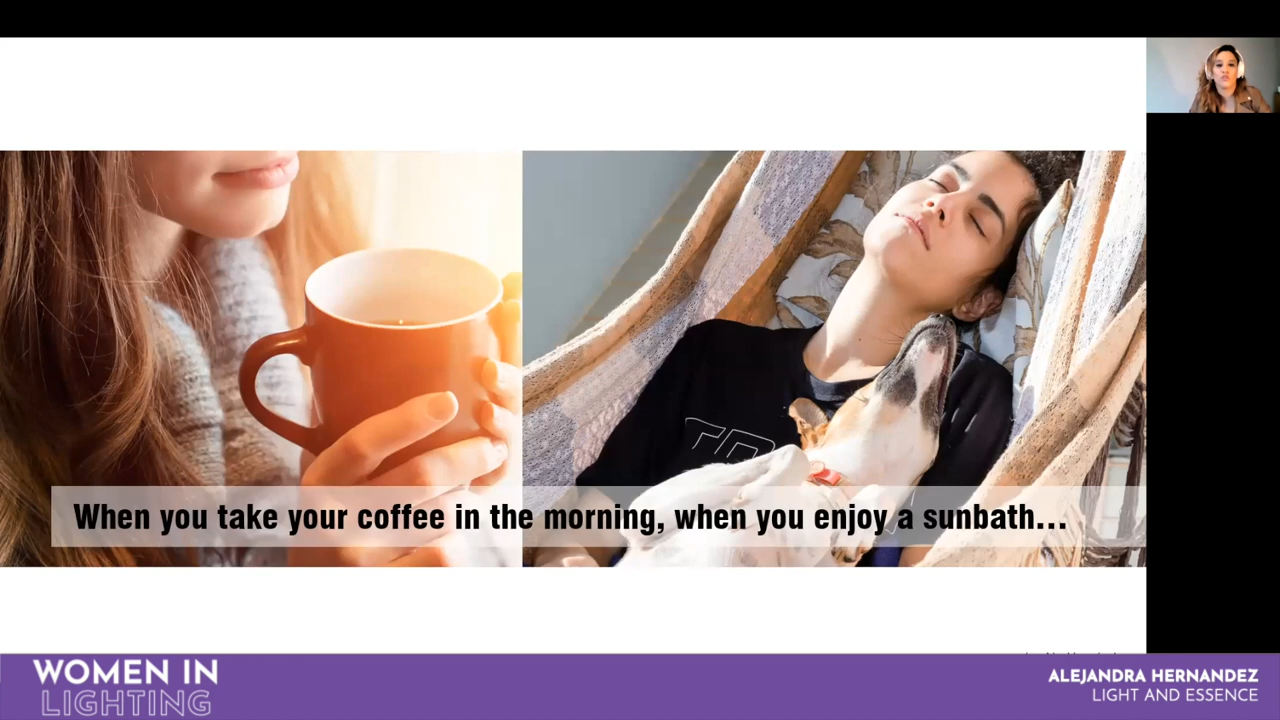 When you take your coffee in the morning, when you enjoy a sunbath...
WOMEN IN
LIGHTING
ALEJANDRA HERNANDEZ
LIGHT AND ESSENCE